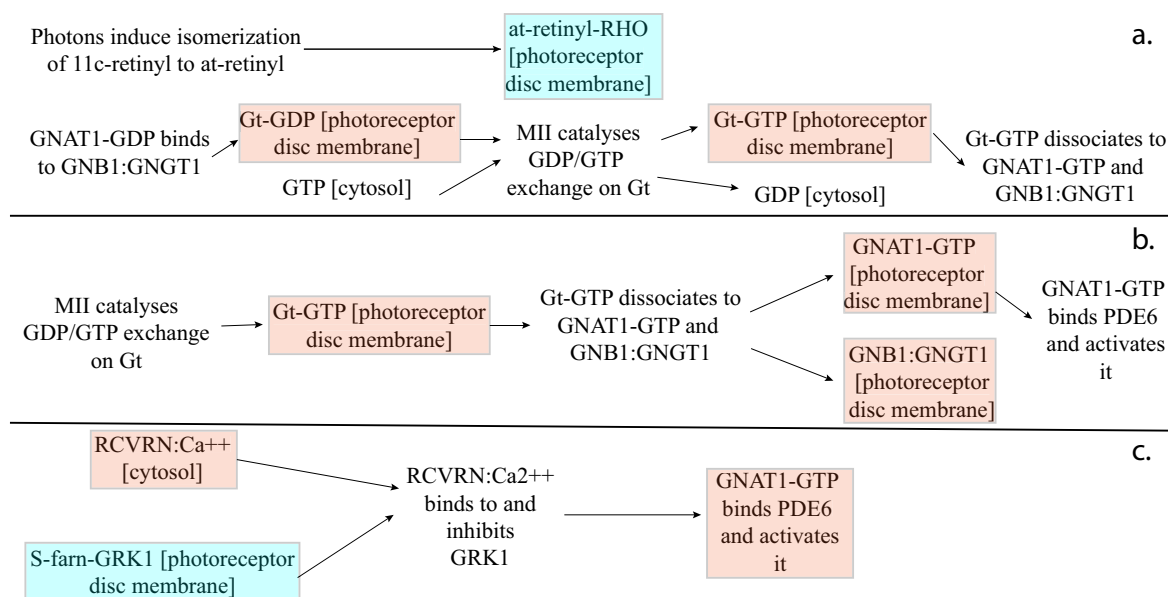 a.
Photons induce isomerization
of 11c-retinyl to at-retinyl
at-retinyl-RHO
[photoreceptor
disc membrane]
GNAT1-GDP binds
to GNB1:GNGT1
Gt-GDP [photoreceptor
disc membrane]
GTP [cytosol]
MII catalyses
GDP/GTP
exchange on Gt
Gt-GTP [photoreceptor
disc membrane]
GDP [cytosol]
Gt-GTP dissociates to
GNAT1-GTP and
GNB1:GNGT1
b.
MII catalyses
GDP/GTP exchange
on Gt
Gt-GTP [photoreceptor
disc membrane]
Gt-GTP dissociates to
GNAT1-GTP and
GNB1:GNGT1
GNAT1-GTP
[photoreceptor
disc membrane]
GNB1:GNGT1
[photoreceptor
disc membrane]
GNAT1-GTP
binds PDE6
and activates
it
c.
RCVRN:Ca++
[cytosol]
S-farn-GRK1 [photoreceptor
disc membrane]
RCVRN:Ca2++
binds to and
inhibits
GRK1
GNAT1-GTP
binds PDE6
and activates
it